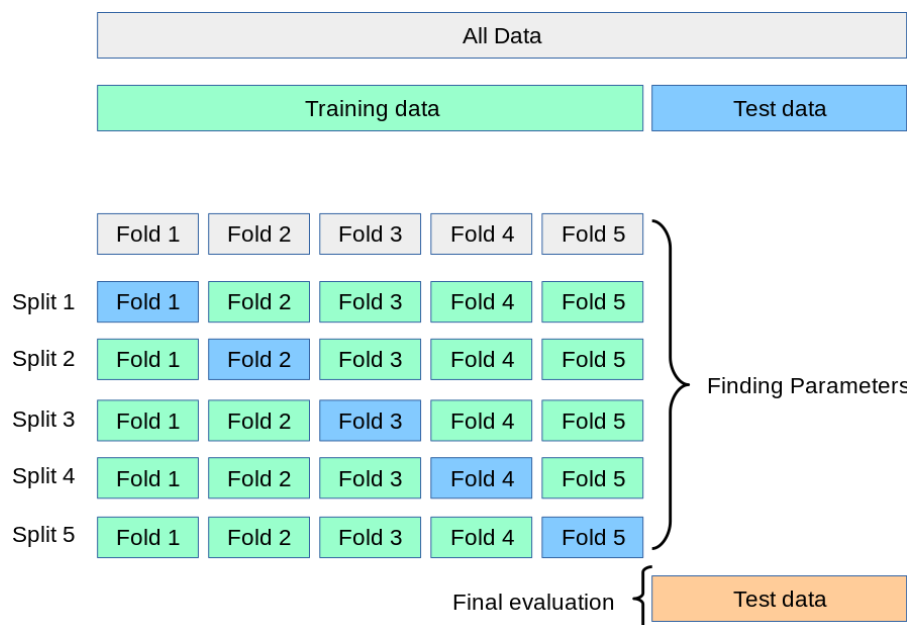 All Data
Training data Test data
Fold 1 Fold 2 Fold 3 Fold 4 Fold 5
Split 1 Fold 1 Fold 2 Fold 3 Fold 4 Fold 5
Split 2 Fold 1 Fold 2 Fold 3 Fold 4 Fold 5
Finding Parameters
Split 3 Fold 1 Fold 2 Fold 3 Fold 4 Fold 5
Split 4 Fold 1 Fold 2 Fold 3 Fold 4 Fold 5
Split 5 Fold 1 Fold 2 Fold 3 Fold 4 Fold 5
Final evaluation Test data